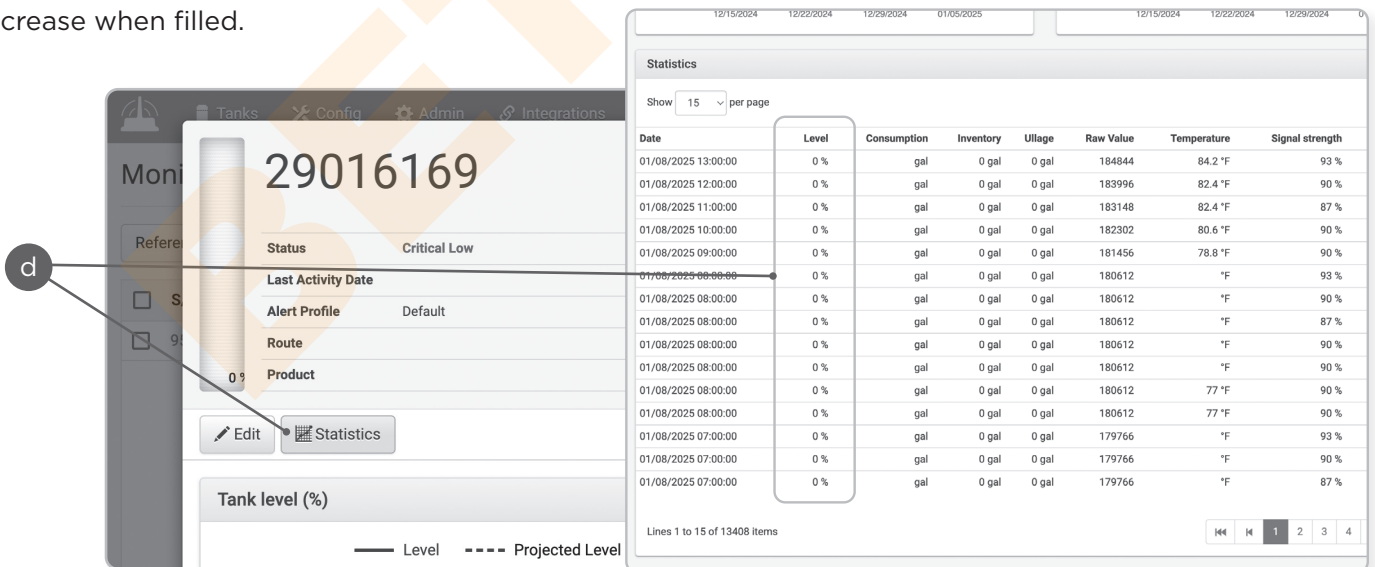 crease when filled.
d
Tanks Config Admin Integrations
Moni
Refere
S
95
29016169
Status Critical Low
Last Activity Date
Alert Profile Default
Route
Product
0 %
Edit Statistics
Tank level (%)
Level Projected Level
12/15/2024 12/22/2024 12/29/2024 01/05/2025 12/15/2024 12/22/2024 12/29/2024 0
Statistics
Show 15 per page
Date Level Consumption Inventory Ullage Raw Value Temperature Signal strength
01/08/2025 13:00:00 0 % gal 0 gal 0 gal 184844 84.2 °F 93 %
01/08/2025 12:00:00 0 % gal 0 gal 0 gal 183996 82.4 °F 90 %
01/08/2025 11:00:00 0 % gal 0 gal 0 gal 183148 82.4 °F 87 %
01/08/2025 10:00:00 0 % gal 0 gal 0 gal 182302 80.6 °F 90 %
01/08/2025 09:00:00 0 % gal 0 gal 0 gal 181456 78.8 °F 90 %
01/08/2025 08:00:00 0 % gal 0 gal 0 gal 180612 °F 93 %
01/08/2025 08:00:00 0 % gal 0 gal 0 gal 180612 °F 90 %
01/08/2025 08:00:00 0 % gal 0 gal 0 gal 180612 °F 87 %
01/08/2025 08:00:00 0 % gal 0 gal 0 gal 180612 °F 90 %
01/08/2025 08:00:00 0 % gal 0 gal 0 gal 180612 °F 90 %
01/08/2025 08:00:00 0 % gal 0 gal 0 gal 180612 77 °F 90 %
01/08/2025 08:00:00 0 % gal 0 gal 0 gal 180612 77 °F 90 %
01/08/2025 07:00:00 0 % gal 0 gal 0 gal 179766 °F 93 %
01/08/2025 07:00:00 0 % gal 0 gal 0 gal 179766 °F 90 %
01/08/2025 07:00:00 0 % gal 0 gal 0 gal 179766 °F 87 %
Lines 1 to 15 of 13408 items 1 2 3 4